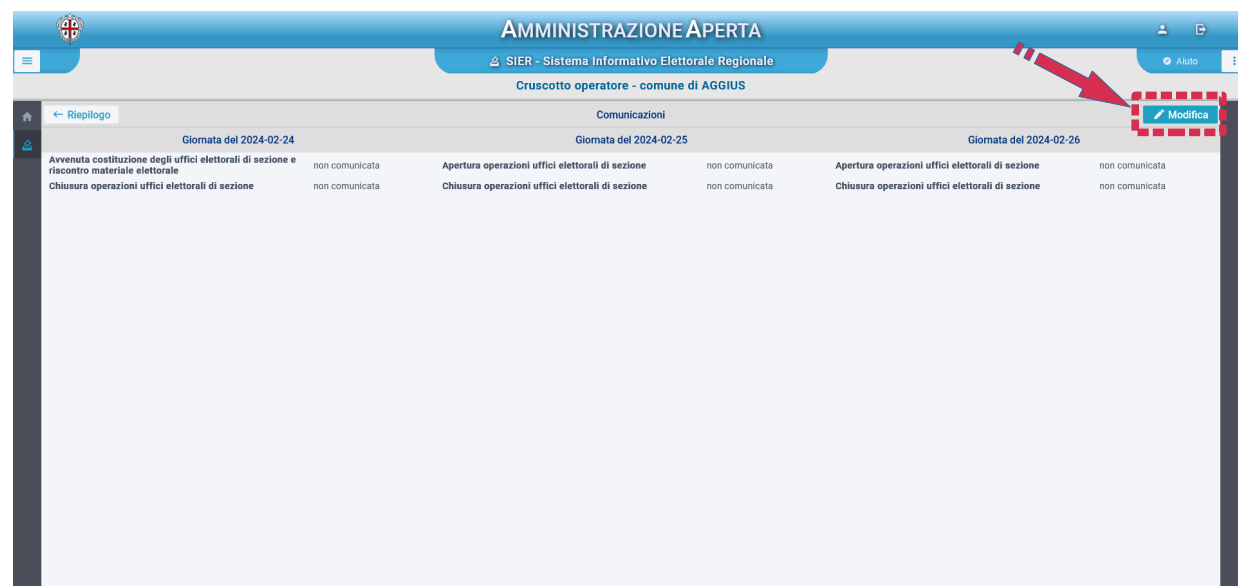 AMMINISTRAZIONE APERTA
SIER - Sistema Informativo Elettorale Regionale
Aiuto
Cruscotto operatore - comune di AGGIUS
← Riepilogo
Comunicazioni
Modifica
Giornata del 2024-02-24
Giornata del 2024-02-25
Giornata del 2024-02-26
Avvenuta costituzione degli uffici elettorali di sezione e
riscontro materiale elettorale
non comunicata
Apertura operazioni uffici elettorali di sezione
non comunicata
Apertura operazioni uffici elettorali di sezione
non comunicata
Chiusura operazioni uffici elettorali di sezione
non comunicata
Chiusura operazioni uffici elettorali di sezione
non comunicata
Chiusura operazioni uffici elettorali di sezione
non comunicata